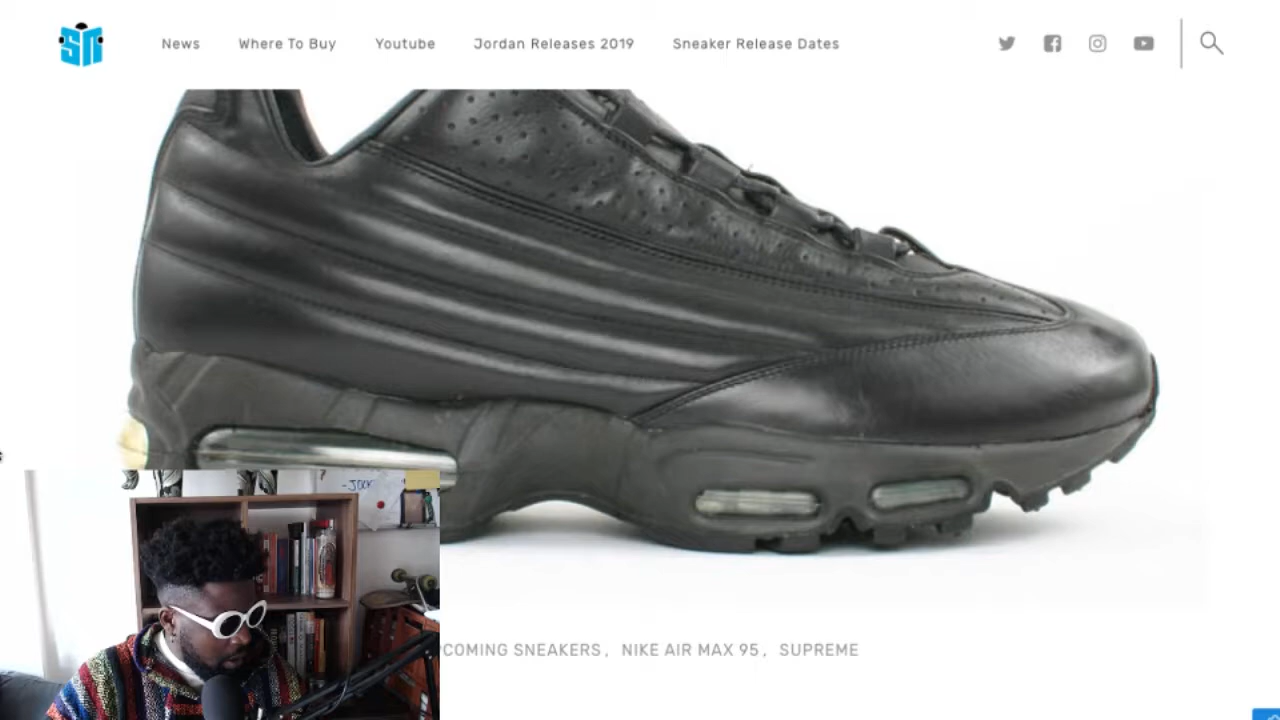 News Where To Buy Youtube Jordan Releases 2019 Sneaker Release Dates
COMING SNEAKERS, NIKE AIR MAX 95, SUPREME